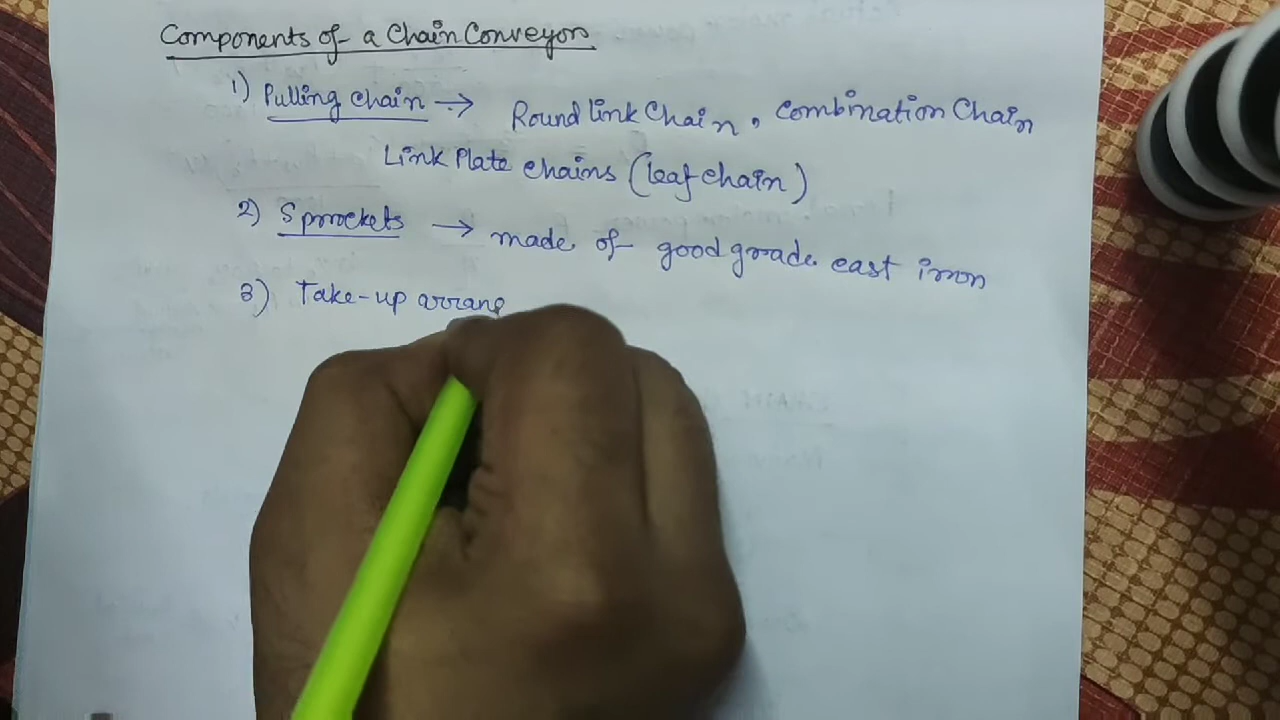 Components of a Chain Conveyor
1) Pulling chain → Round link Chain, Combination Chain
Link Plate chains (leaf chain)
2) Sprockets → made of good grade cast iron
3) Take-up arrang